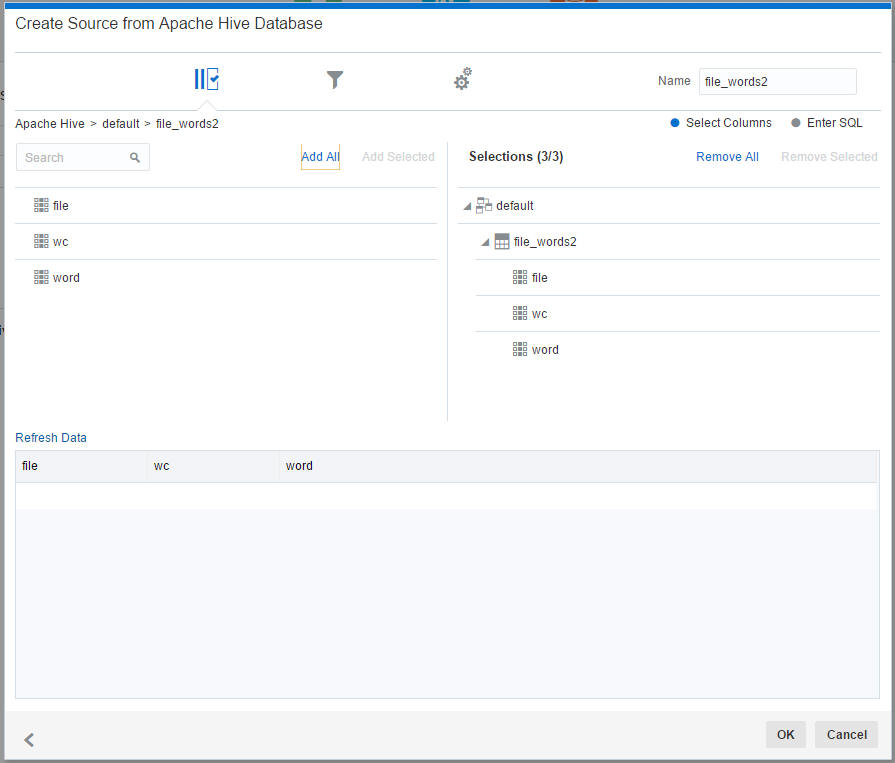 Create Source from Apache Hive Database
Name file_words2
Apache Hive > default > file_words2
Select Columns Enter SQL
Search Add All Add Selected
Selections (3/3) Remove All Remove Selected
file
wc
word
default
file_words2
file
wc
word
Refresh Data
file wc word
OK Cancel